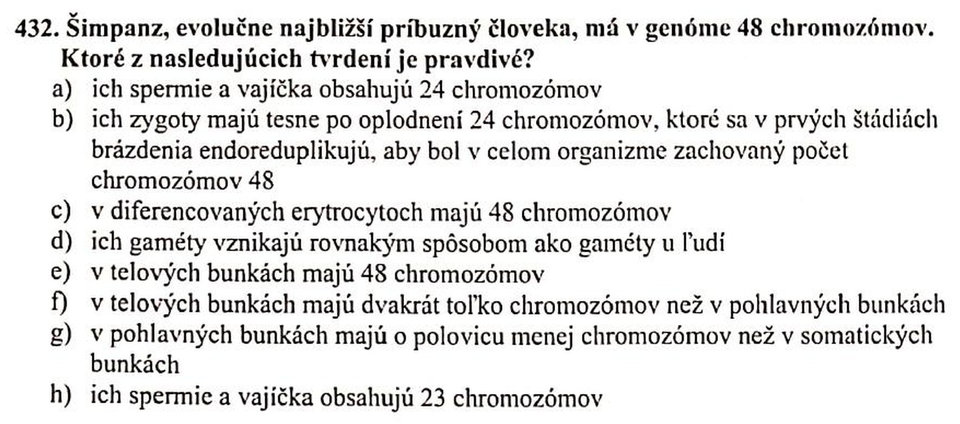 432. Šimpanz, evolučne najbližší príbuzný človeka, má v genóme 48 chromozómov.
Ktoré z nasledujúcich tvrdení je pravdivé?
a) ich spermie a vajíčka obsahujú 24 chromozómov
b) ich zygoty majú tesne po oplodnení 24 chromozómov, ktoré sa v prvých štádiách
brázdenia endoreduplikujú, aby bol v celom organizme zachovaný počet
chromozómov 48
c) v diferencovaných erytrocytoch majú 48 chromozómov
d) ich gaméty vznikajú rovnakým spôsobom ako gaméty u ľudí
e) v telových bunkách majú 48 chromozómov
f) v telových bunkách majú dvakrát toľko chromozómov než v pohlavných bunkách
g) v pohlavných bunkách majú o polovicu menej chromozómov než v somatických
bunkách
h) ich spermie a vajíčka obsahujú 23 chromozómov